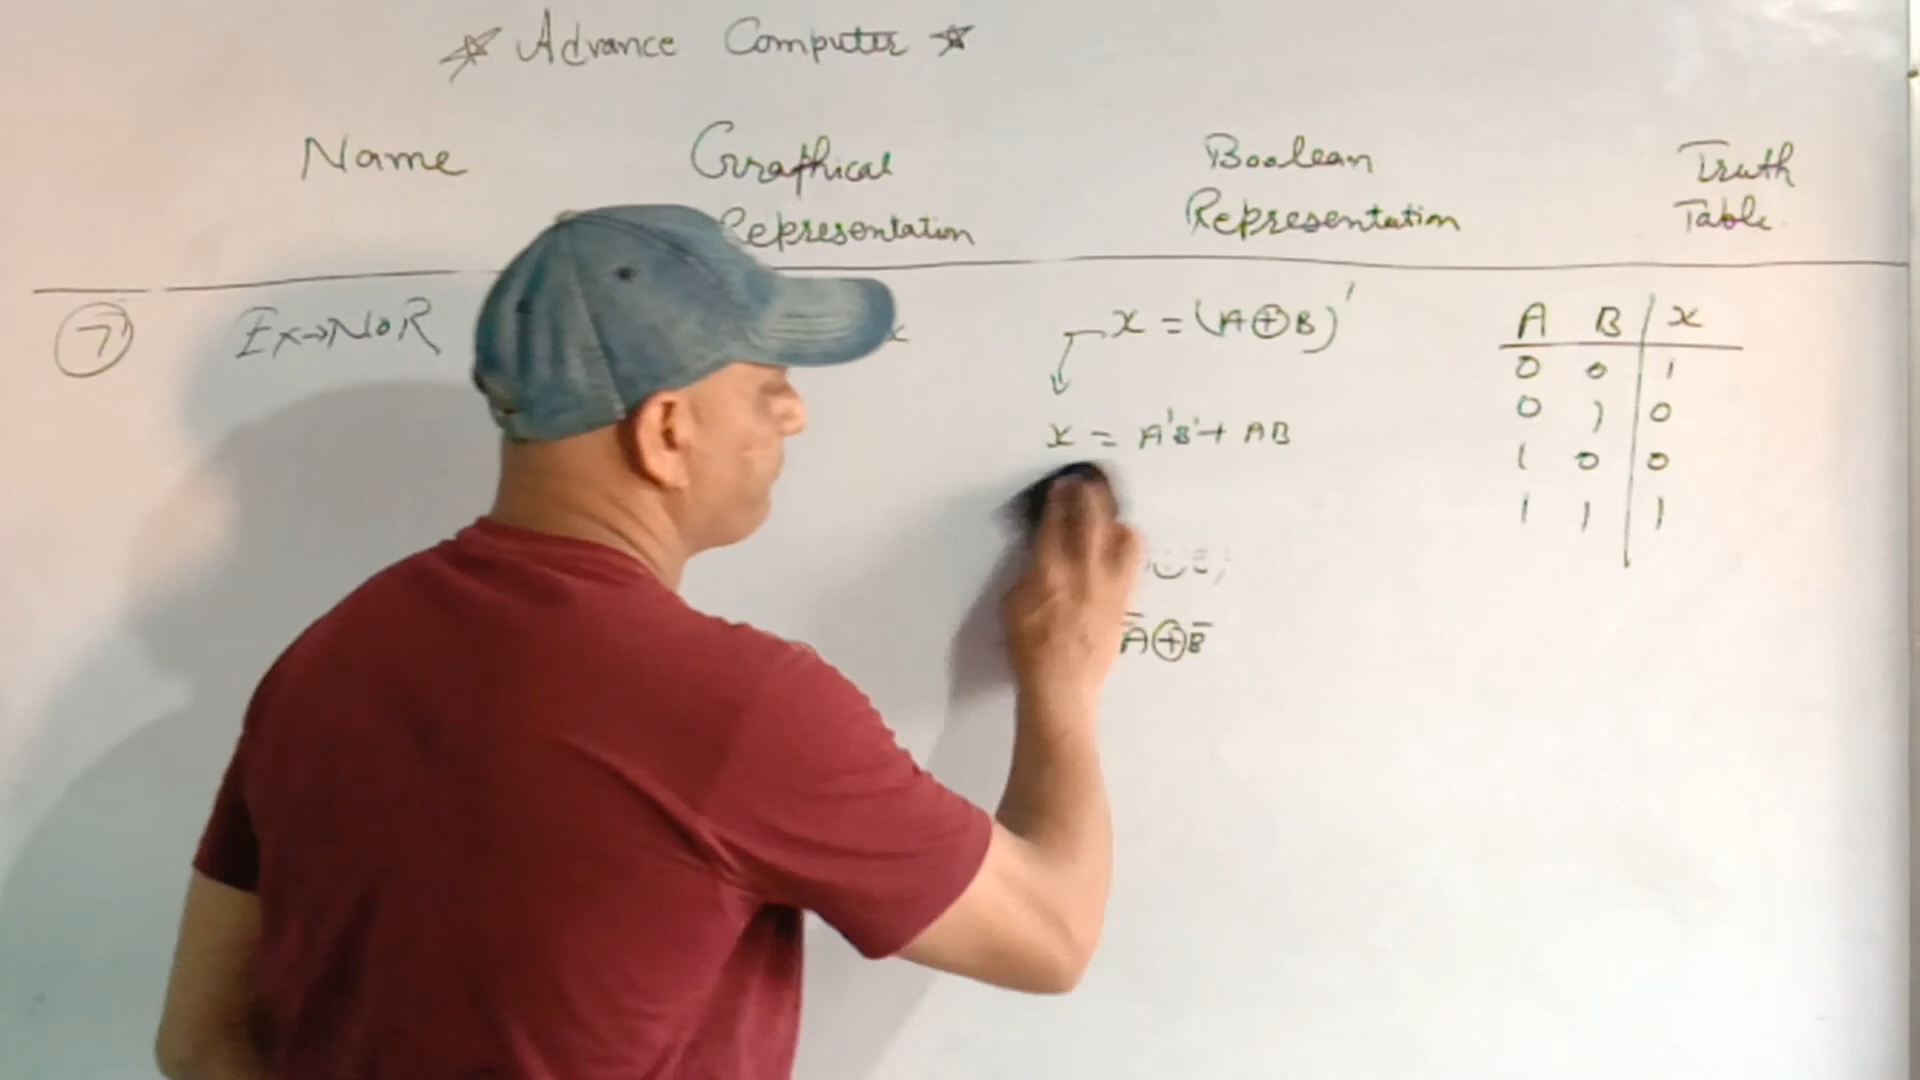 ☆ Advance Computer ☆
Name Graphical Representation Boolean Representation Truth Table
7 Ex→NOR x
x = (A⊕B)'
x = A'B' + AB
Ā⊕B̄
A B x
0 0 1
0 1 0
1 0 0
1 1 1